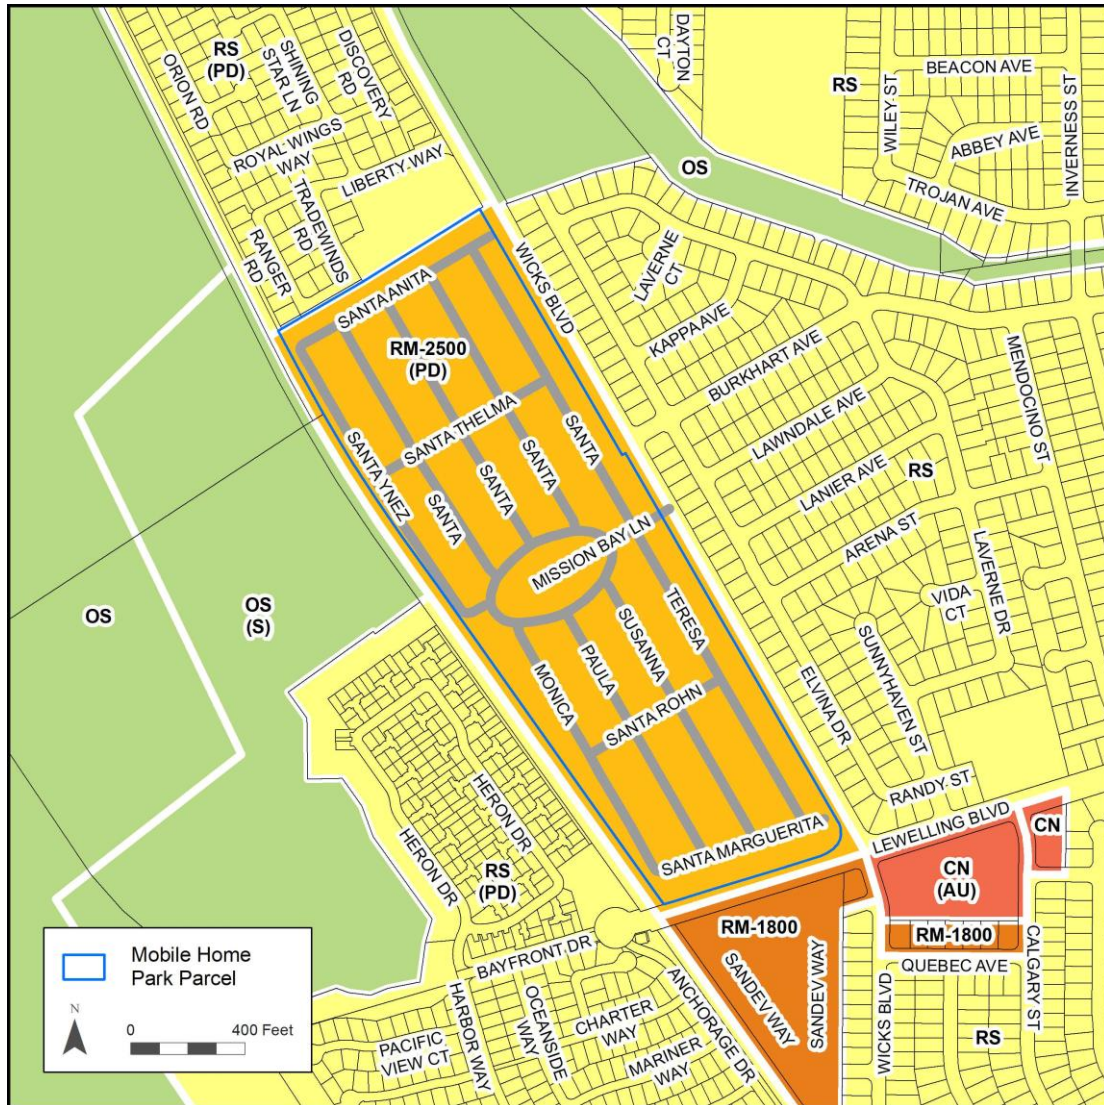 RS
(PD)
ORION RD
SHINING
STAR LN
DISCOVERY
RD
ROYAL WINGS
WAY
LIBERTY WAY
TRADEWINDS
RD
RANGER
RD
DAYTON
CT
RS
WILEY ST
BEACON AVE
ABBEY AVE
INVERNESS ST
TROJAN AVE
OS
WICKS BLVD
LAVERNE
CT
KAPPA AVE
BURKHART AVE
LAWNDALE AVE
LANIER AVE
RS
ARENA ST
MENDOCINO ST
LAVERNE DR
VIDA
CT
SUNNYHAVEN ST
ELVINA DR
RANDY ST
LEWELLING BLVD
SANTA ANITA
RM-2500
(PD)
SANTA THELMA
SANTA YNEZ
SANTA
SANTA
SANTA
SANTA
MISSION BAY LN
MONICA
PAULA
SUSANNA
TERESA
SANTA ROHN
SANTA MARGUERITA
OS
OS
(S)
HERON DR
HERON DR
RS
(PD)
BAYFRONT DR
HARBOR WAY
OCEANSIDE
WAY
CHARTER
WAY
MARINER
WAY
PACIFIC
VIEW CT
ANCHORAGE DR
RM-1800
SANDEV WAY
SANDEV WAY
CN
CN
(AU)
RM-1800
QUEBEC AVE
WICKS BLVD
CALGARY ST
RS
Mobile Home
Park Parcel
N
0 400 Feet